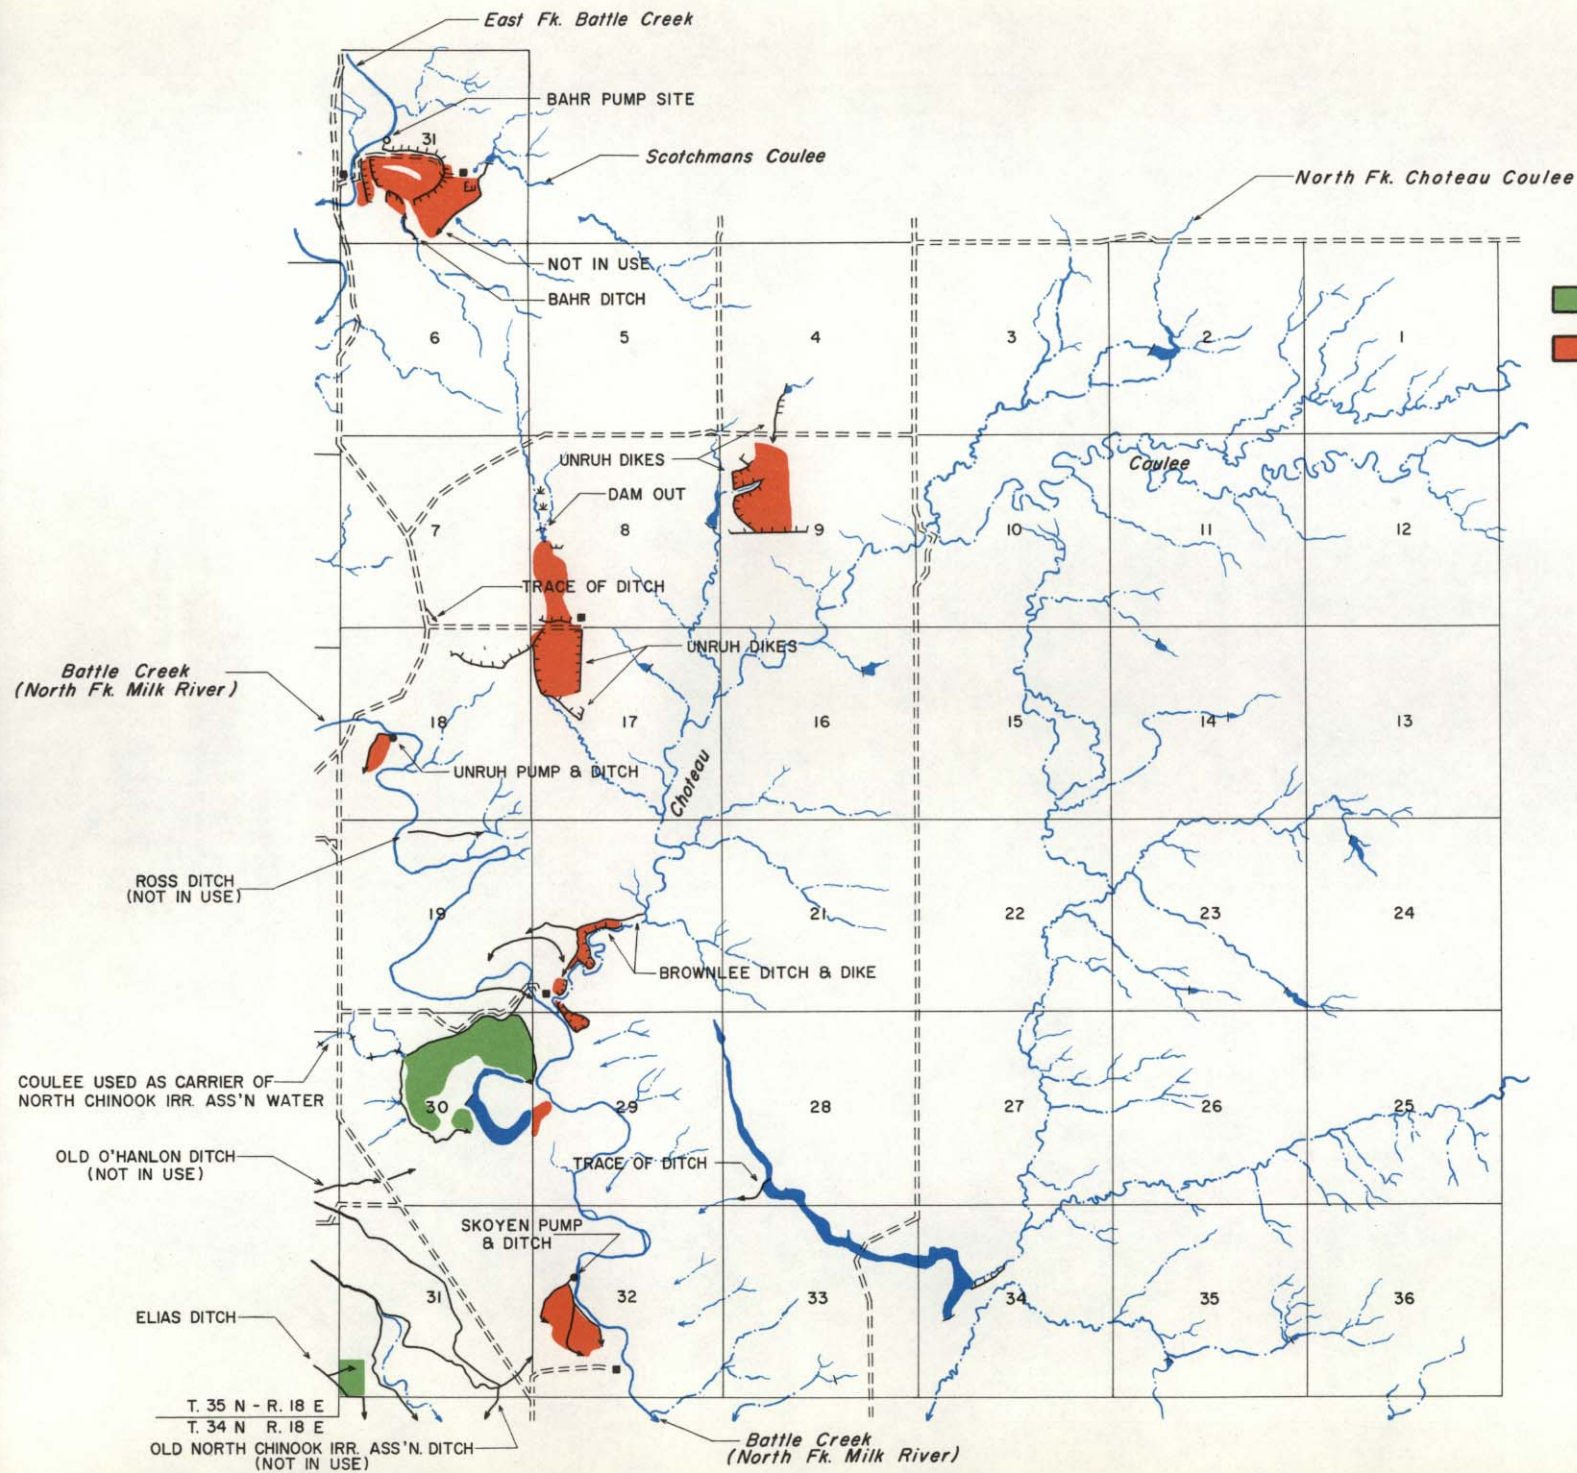 East Fk. Battle Creek
BAHR PUMP SITE
31
Scotchmans Coulee
North Fk. Choteau Coulee
NOT IN USE
BAHR DITCH
6
5
4
3
2
1
UNRUH DIKES
Coulee
DAM OUT
7
8
9
10
11
12
TRACE OF DITCH
UNRUH DIKES
Battle Creek
(North Fk. Milk River)
18
17
16
15
14
13
UNRUH PUMP & DITCH
Choteau
ROSS DITCH
(NOT IN USE)
19
21
22
23
24
BROWNLEE DITCH & DIKE
COULEE USED AS CARRIER OF
NORTH CHINOOK IRR. ASS'N WATER
30
29
28
27
26
25
OLD O'HANLON DITCH
(NOT IN USE)
TRACE OF DITCH
SKOYEN PUMP
& DITCH
31
32
33
34
35
36
ELIAS DITCH
T. 35 N - R. 18 E
T. 34 N R. 18 E
OLD NORTH CHINOOK IRR. ASS'N. DITCH
(NOT IN USE)
Battle Creek
(North Fk. Milk River)